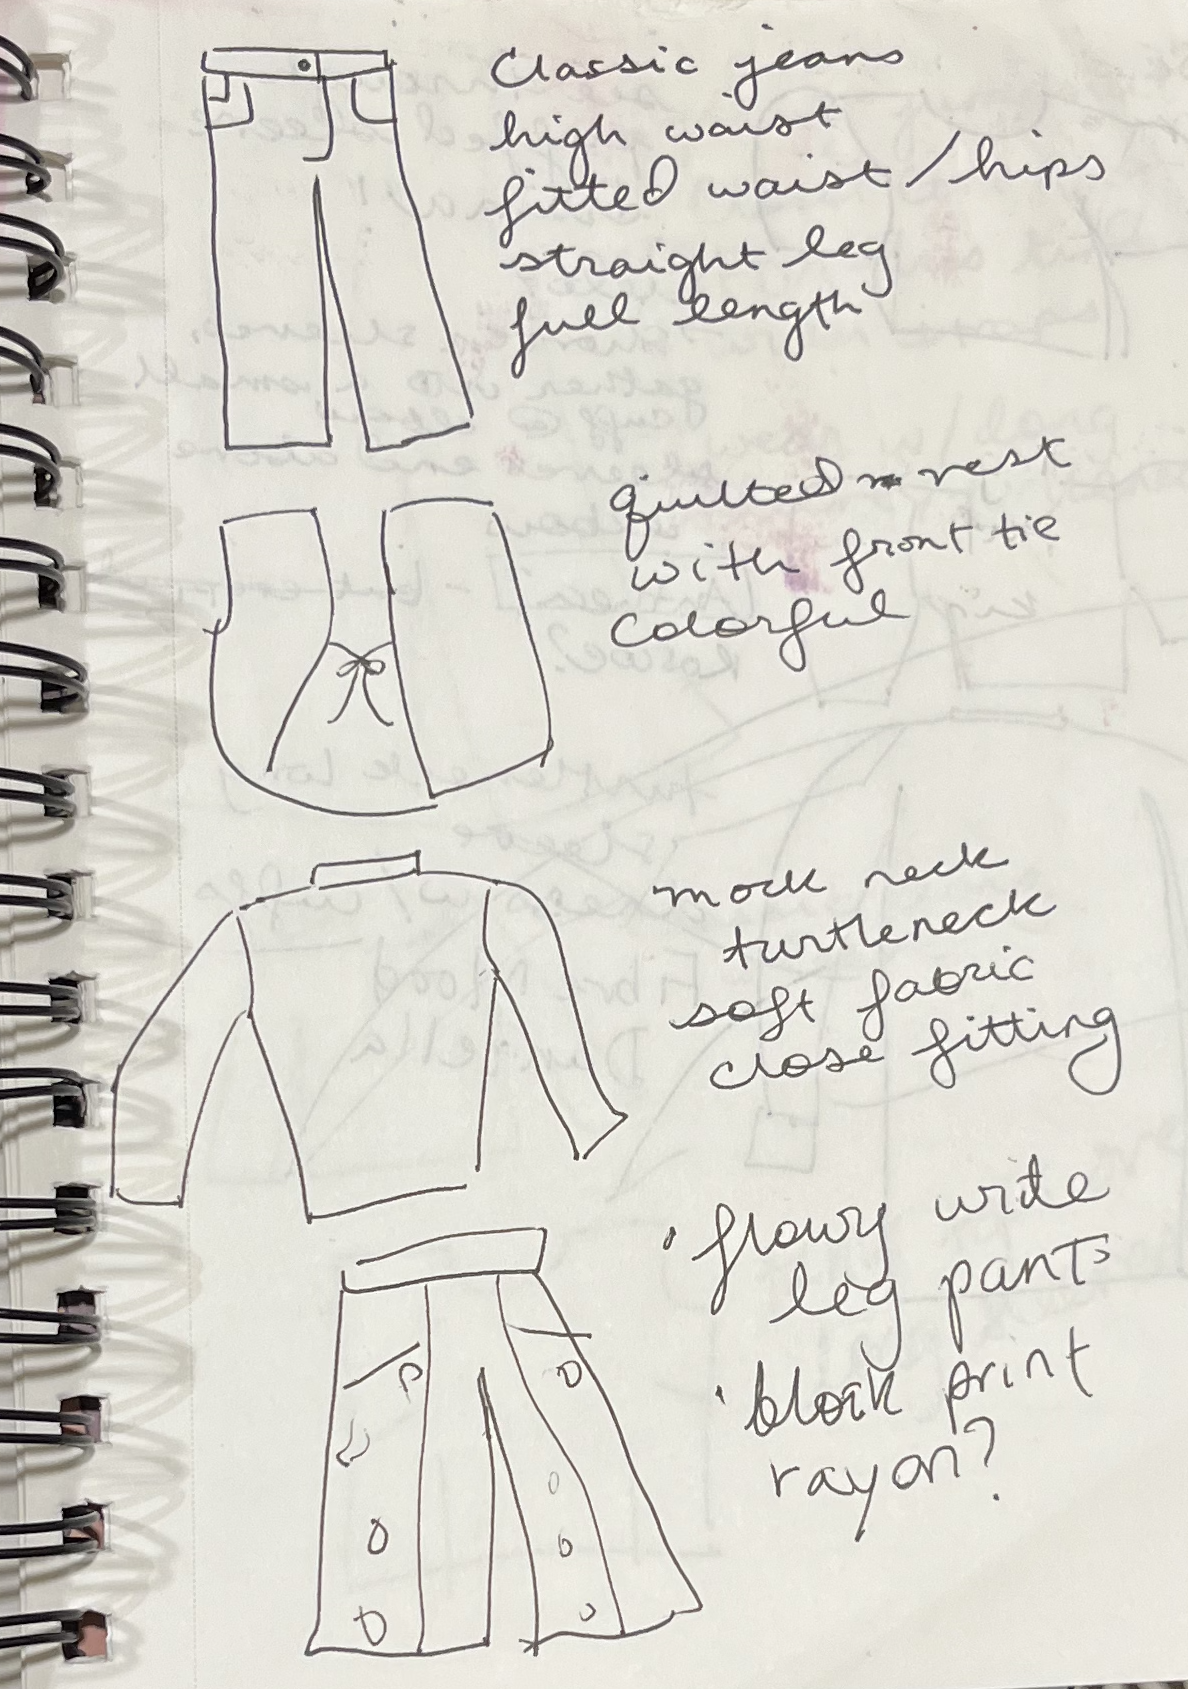 Classic jeans
high waist
fitted waist / hips
straight leg
full length
quilted vest
with front tie
Colorful
mock neck
turtleneck
soft fabric
close fitting
• flowy wide
leg pants
• block print
rayon?